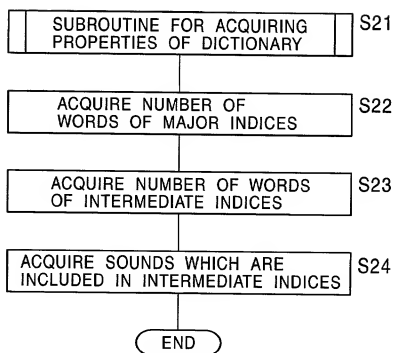 SUBROUTINE FOR ACQUIRING
PROPERTIES OF DICTIONARY
S21
ACQUIRE NUMBER OF
WORDS OF MAJOR INDICES
S22
ACQUIRE NUMBER OF WORDS
OF INTERMEDIATE INDICES
S23
ACQUIRE SOUNDS WHICH ARE
INCLUDED IN INTERMEDIATE INDICES
S24
END